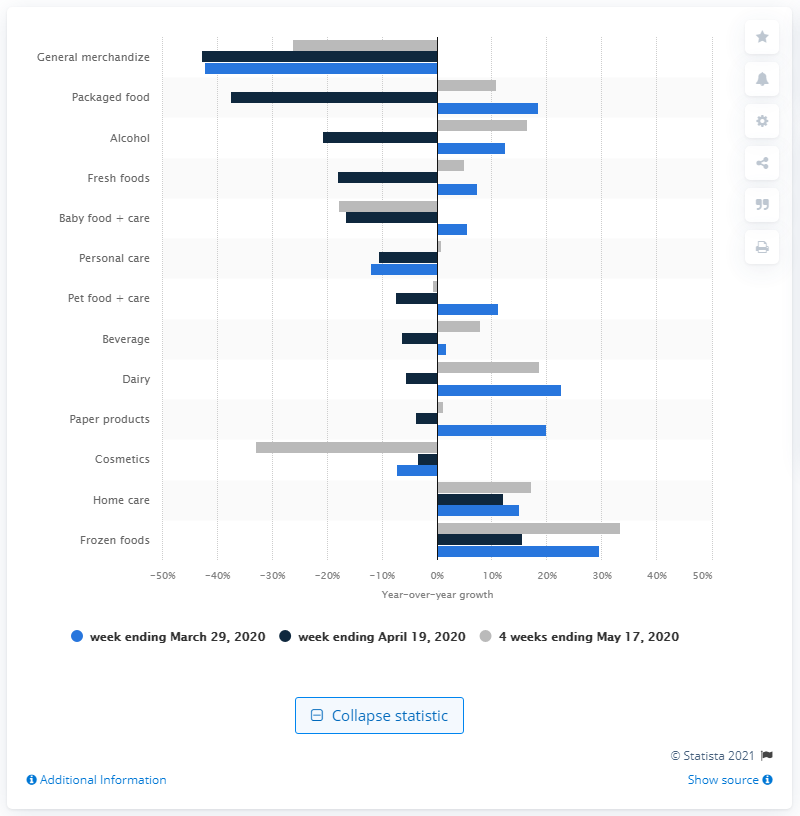 General merchandize
Packaged food
Alcohol
Fresh foods
Baby food + care
Personal care
Pet food + care
Beverage
Dairy
Paper products
Cosmetics
Home care
Frozen foods
-50% -40% -30% -20% -10% 0% 10% 20% 30% 40% 50%
Year-over-year growth
week ending March 29, 2020 week ending April 19, 2020 4 weeks ending May 17, 2020
Collapse statistic
© Statista 2021
Additional Information Show source